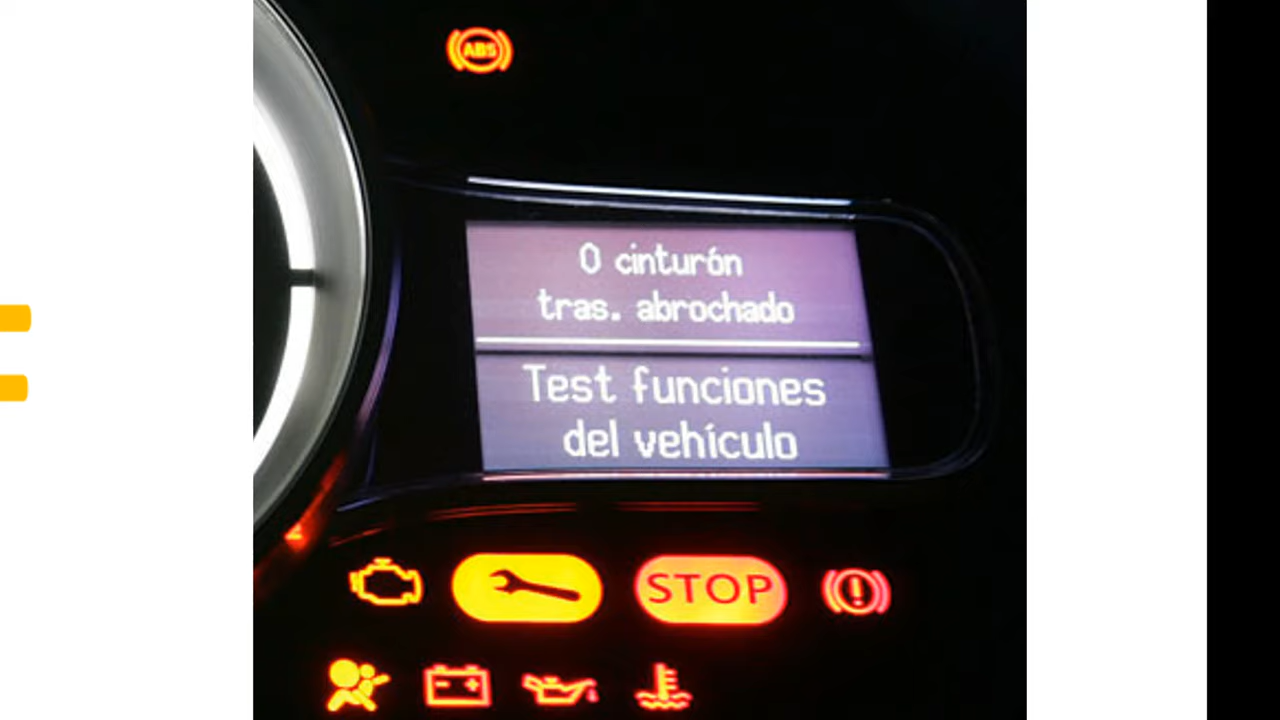 ABS
0 cinturón
tras. abrochado
Test funciones
del vehículo
STOP